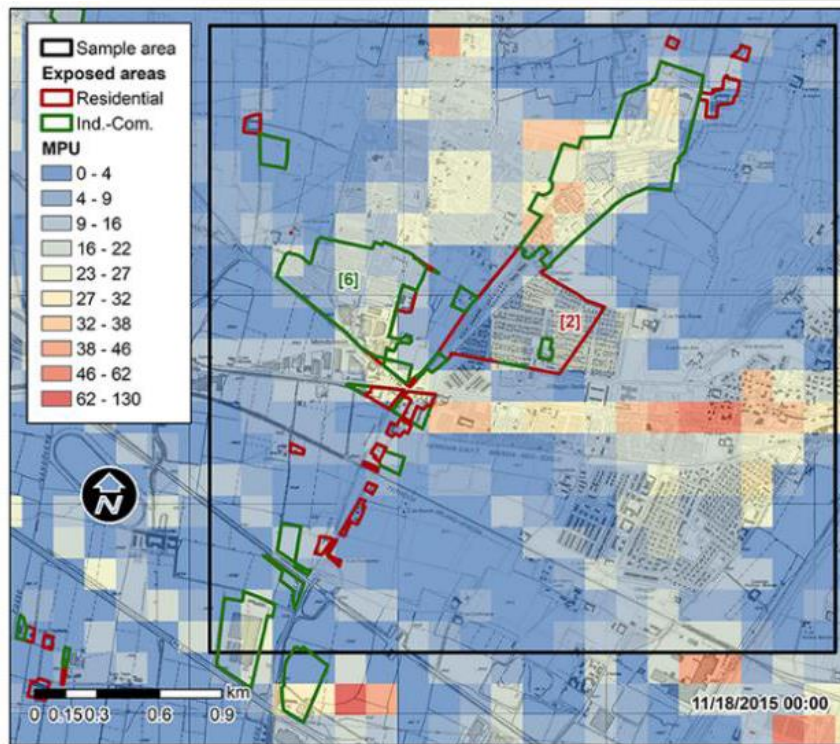 Sample area
Exposed areas
Residential
Ind.-Com.
MPU
0 - 4
4 - 9
9 - 16
16 - 22
23 - 27
27 - 32
32 - 38
38 - 46
46 - 62
62 - 130
[6]
[2]
N
km
0 0.15 0.3 0.6 0.9
11/18/2015 00:00